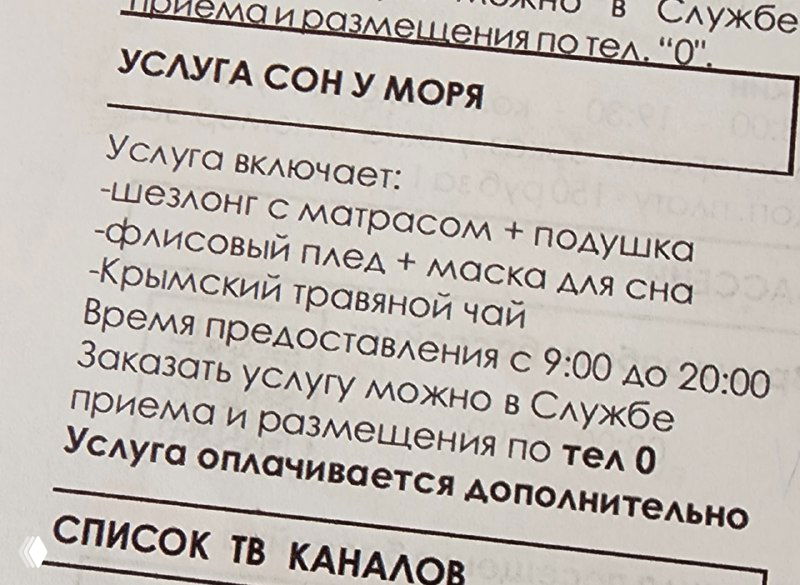 можно в Службе
приема и размещения по тел. "0".
УСЛУГА СОН У МОРЯ
Услуга включает:
-шезлонг с матрасом + подушка
-флисовый плед + маска для сна
-Крымский травяной чай
Время предоставления с 9:00 до 20:00
Заказать услугу можно в Службе
приема и размещения по тел 0
Услуга оплачивается дополнительно
СПИСОК ТВ КАНАЛОВ